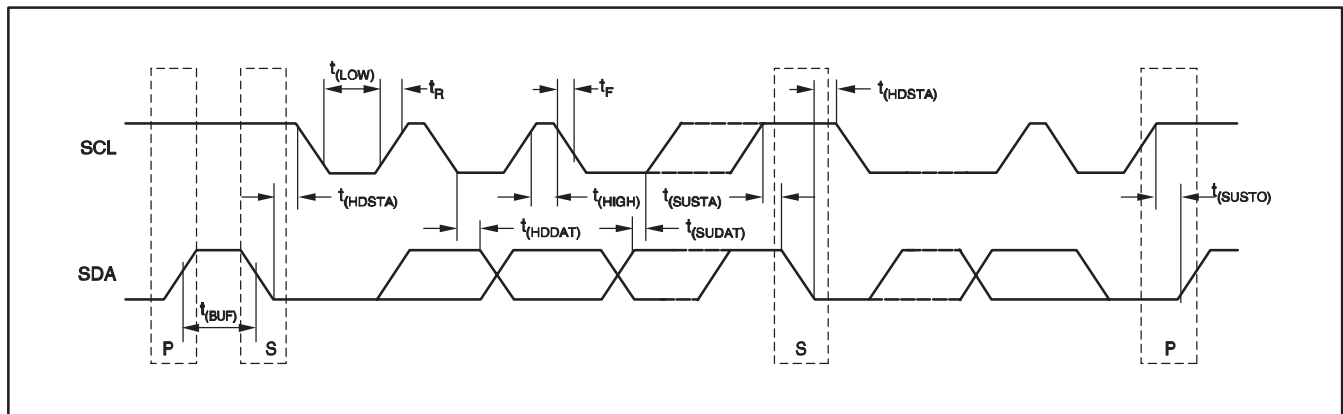 t(LOW)
tR
tF
t(HDSTA)
SCL
t(HDSTA)
t(HIGH)
t(SUSTA)
t(SUSTO)
t(HDDAT)
t(SUDAT)
SDA
t(BUF)
P
S
S
P